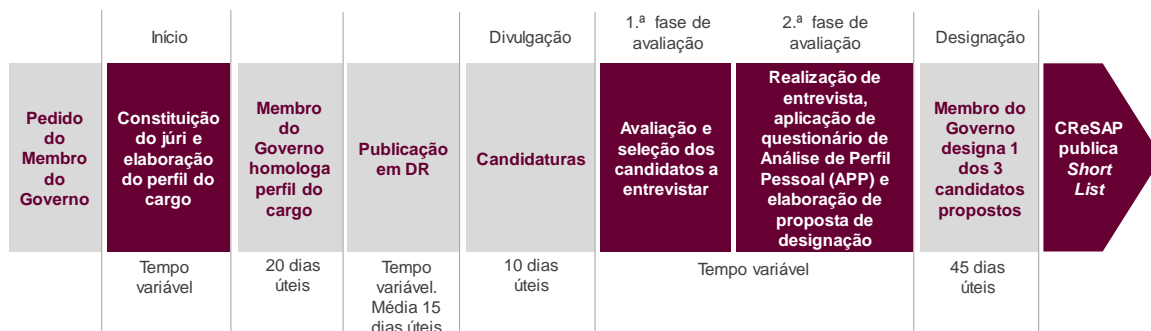 Início
Divulgação
1.ª fase de
avaliação
2.ª fase de
avaliação
Designação
Pedido
do
Membro
do
Governo
Constituição
do júri e
elaboração
do perfil do
cargo
Membro
do
Governo
homologa
perfil do
cargo
Publicação
em DR
Candidaturas
Avaliação e
seleção dos
candidatos a
entrevistar
Realização de
entrevista,
aplicação de
questionário de
Análise de Perfil
Pessoal (APP) e
elaboração de
proposta de
designação
Membro do
Governo
designa 1
dos 3
candidatos
propostos
CReSAP
publica
Short
List
Tempo
variável
20 dias
úteis
Tempo
variável.
Média 15
dias úteis
10 dias
úteis
Tempo variável
45 dias
úteis